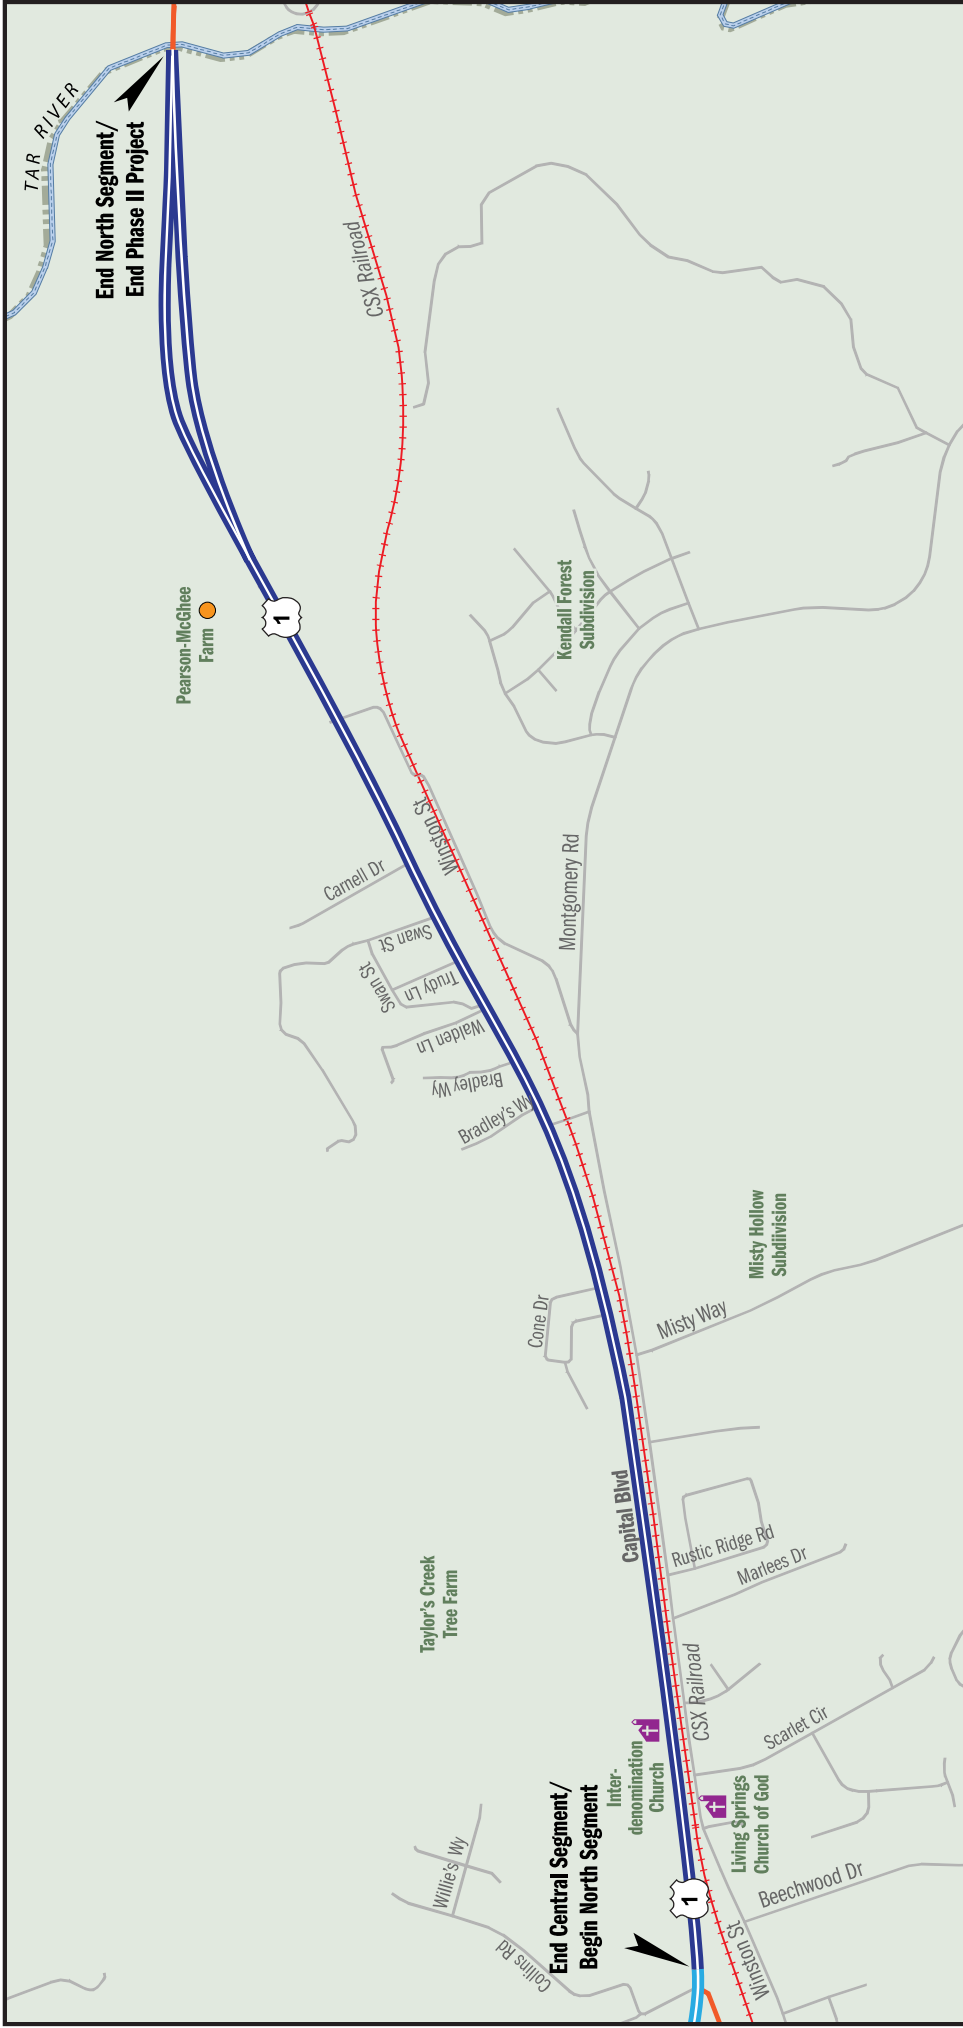 TAR RIVER
End North Segment/
End Phase II Project
CSX Railroad
Pearson-McGhee
Farm
1
Kendall Forest
Subdivision
Winston St
Carnell Dr
Montgomery Rd
Swan St
Swan St
Trudy Ln
Walden Ln
Bradley Wy
Bradley's Wy
Misty Hollow
Subdiivision
Cone Dr
Misty Way
Capital Blvd
Rustic Ridge Rd
Marlees Dr
Taylor's Creek
Tree Farm
CSX Railroad
Scarlet Cir
Inter-
denomination
Church
Living Springs
Church of God
End Central Segment/
Begin North Segment
Willie's Wy
Collins Rd
1
Beechwood Dr
Winston St